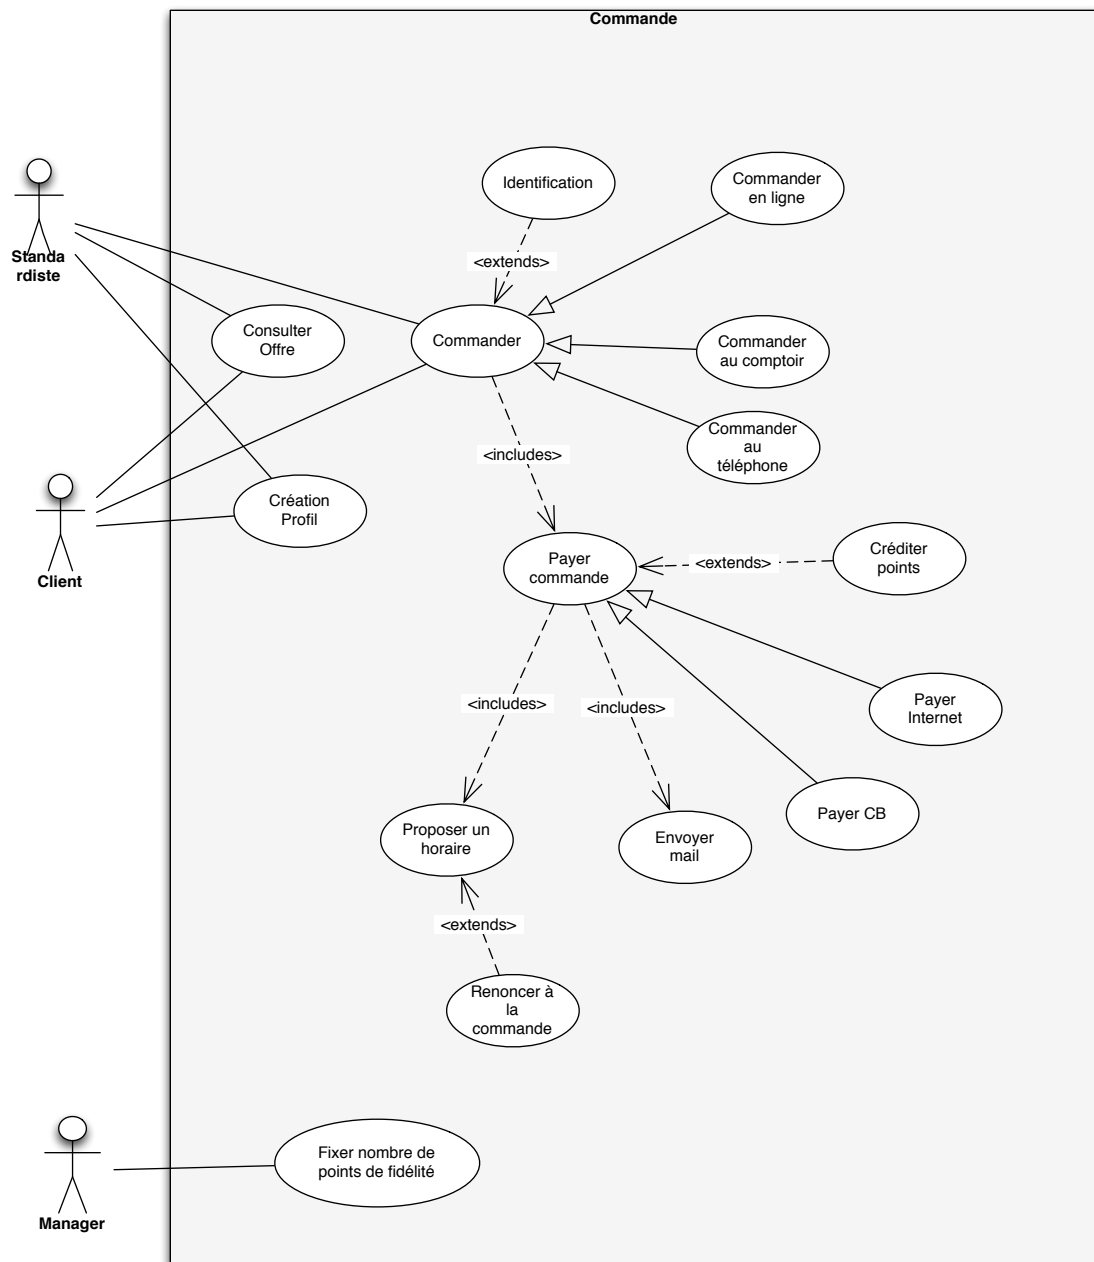 Commande
Identification
Commander
en ligne
<extends>
Standa
rdiste
Consulter
Offre
Commander
Commander
au comptoir
Commander
au
téléphone
<includes>
Création
Profil
Client
Payer
commande
<extends>
Créditer
points
<includes>
<includes>
Payer
Internet
Payer CB
Proposer un
horaire
Envoyer
mail
<extends>
Renoncer à
la
commande
Fixer nombre de
points de fidélité
Manager